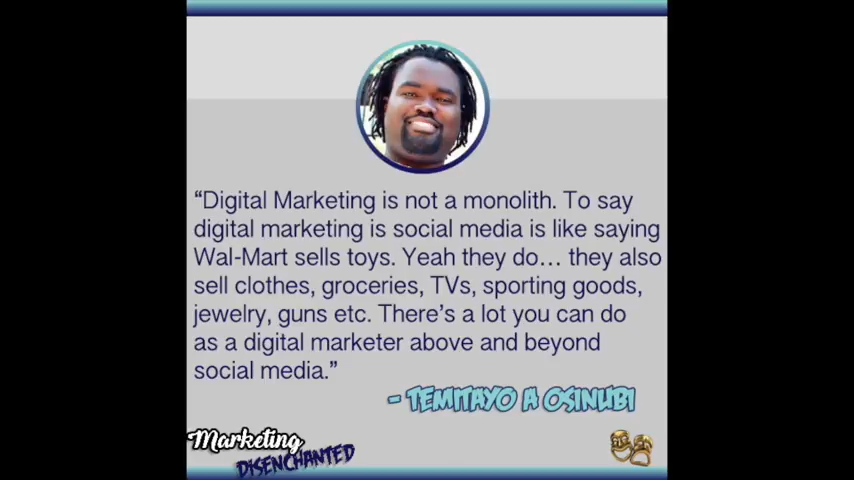 “Digital Marketing is not a monolith. To say
digital marketing is social media is like saying
Wal-Mart sells toys. Yeah they do... they also
sell clothes, groceries, TVs, sporting goods,
jewelry, guns etc. There’s a lot you can do
as a digital marketer above and beyond
social media.”
- TEMITAYO A OSINUBI
Marketing
DISENCHANTED